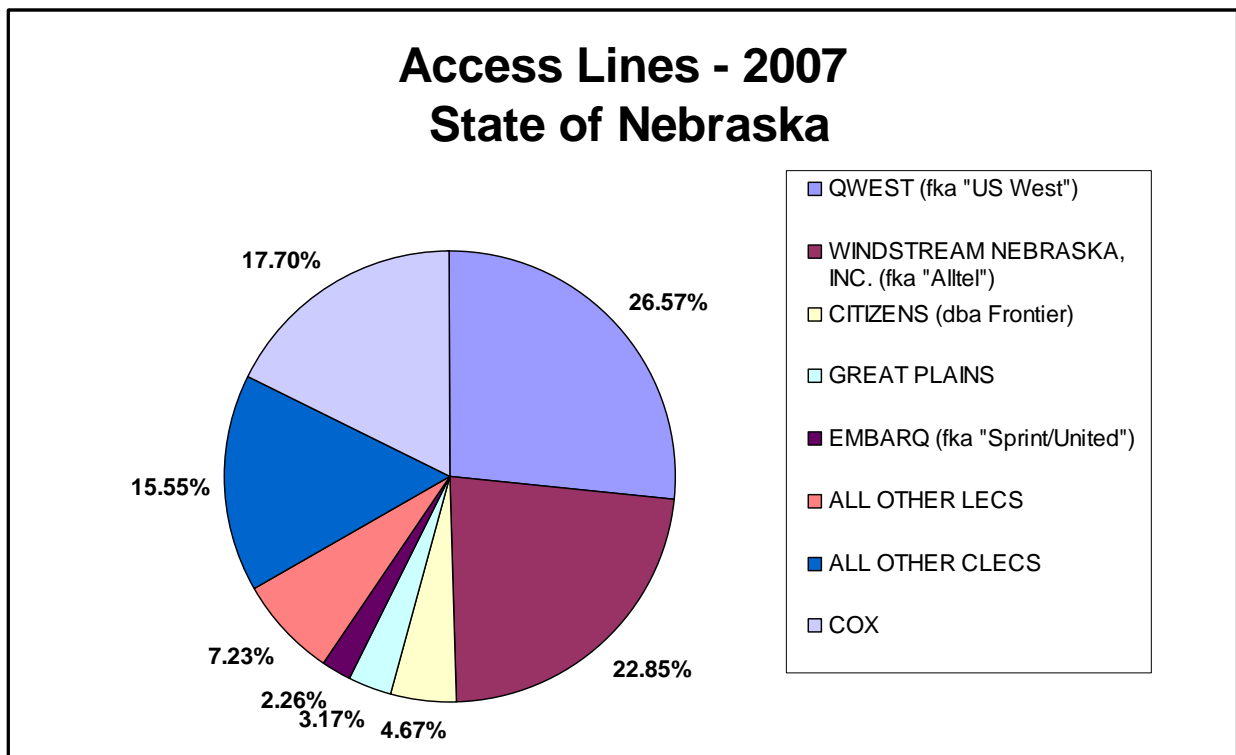 Access Lines - 2007
State of Nebraska
QWEST (fka "US West")
WINDSTREAM NEBRASKA,
INC. (fka "Alltel")
CITIZENS (dba Frontier)
GREAT PLAINS
EMBARQ (fka "Sprint/United")
ALL OTHER LECS
ALL OTHER CLECS
COX
26.57%
22.85%
4.67%
3.17%
2.26%
7.23%
15.55%
17.70%